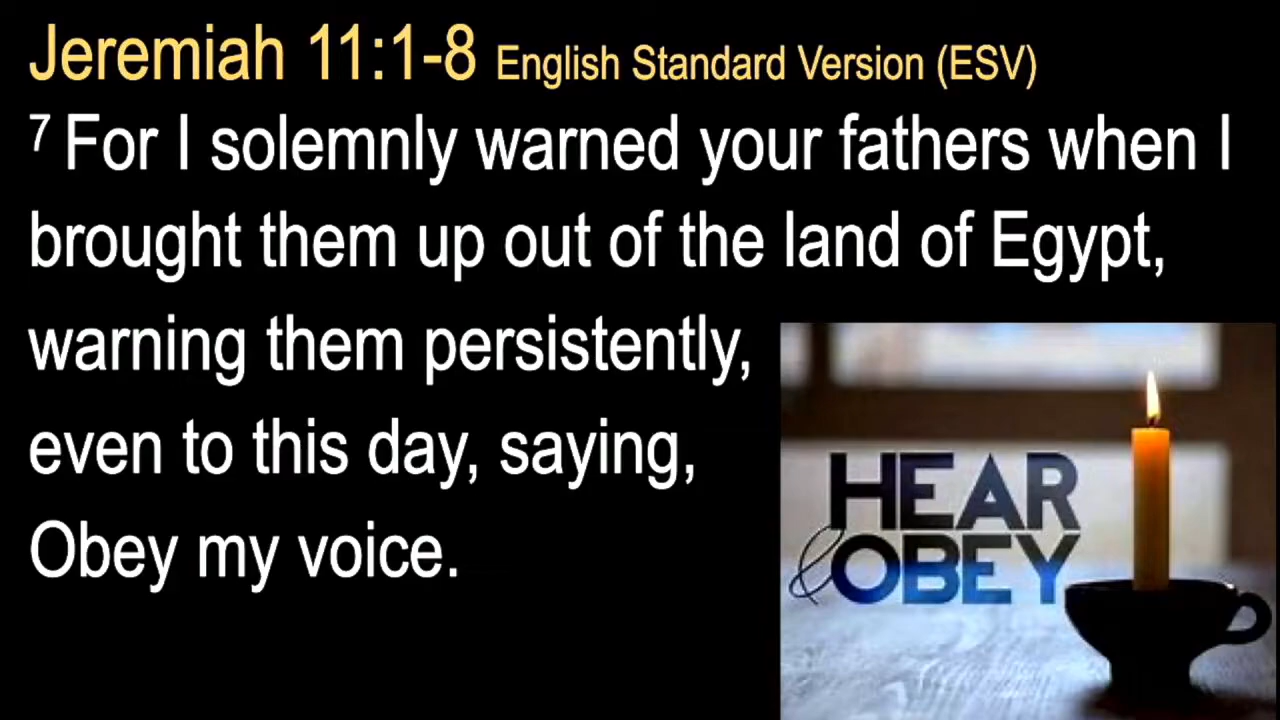 Jeremiah 11:1-8 English Standard Version (ESV)
7 For I solemnly warned your fathers when I
brought them up out of the land of Egypt,
warning them persistently,
even to this day, saying,
Obey my voice.
HEAR
& OBEY